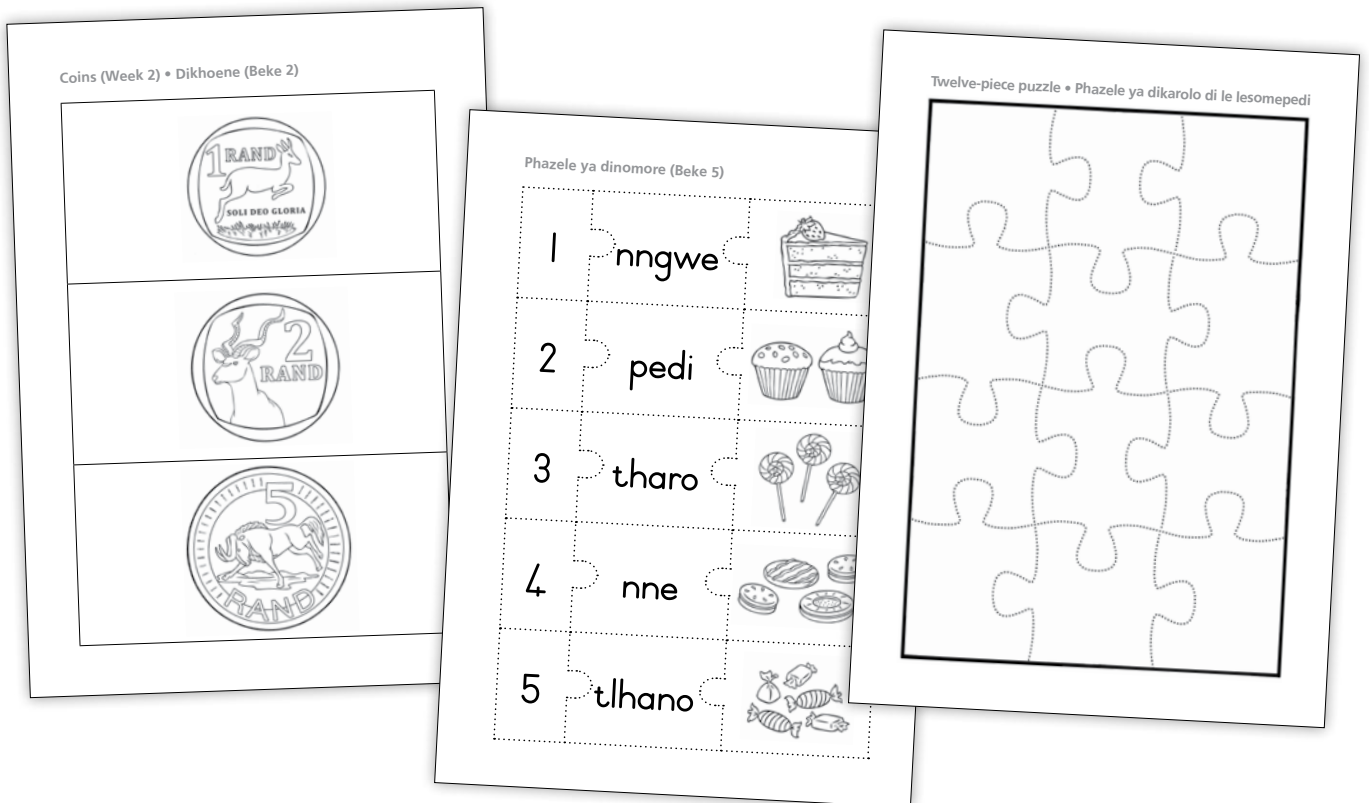 Coins (Week 2) • Dikhoene (Beke 2)
1 RAND
SOLI DEO GLORIA
2
RAND
5
RAND
Phazele ya dinomore (Beke 5)
1 nngwe
2 pedi
3 tharo
4 nne
5 tlhano
Twelve-piece puzzle • Phazele ya dikarolo di le lesomepedi